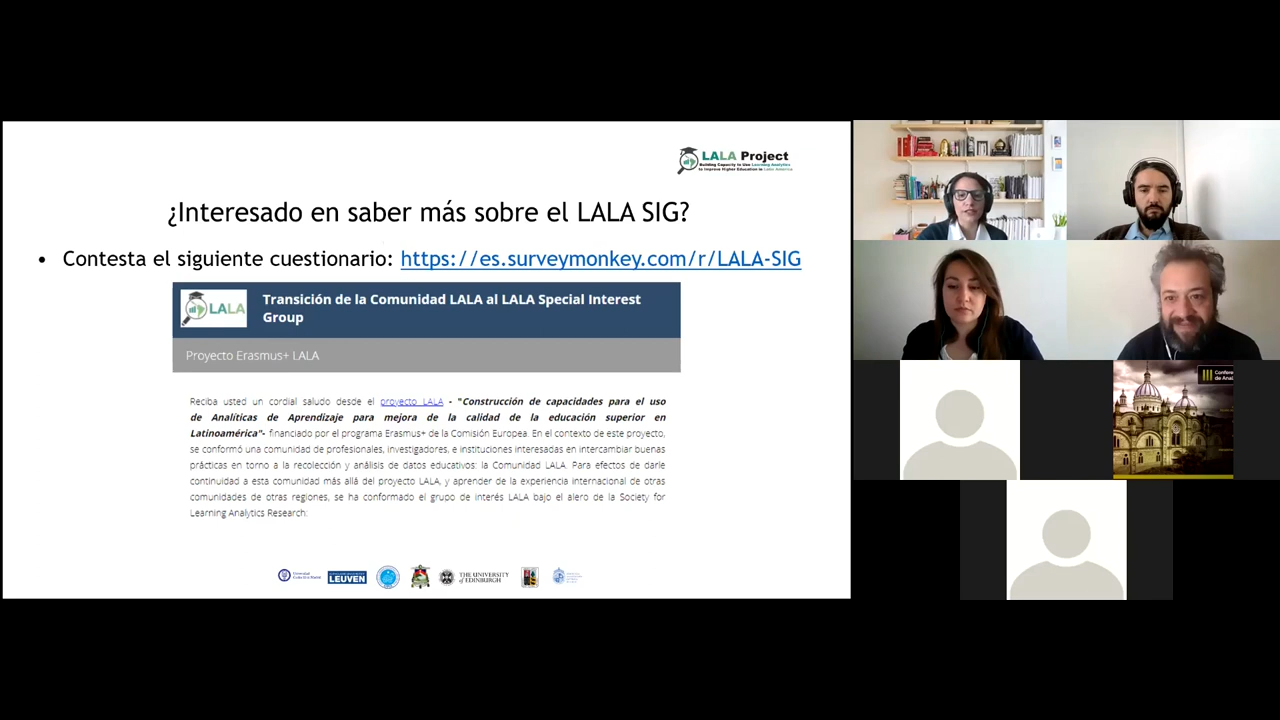 LALA Project
Building Capacity to Use Learning Analytics
to Improve Higher Education in Latin America
¿Interesado en saber más sobre el LALA SIG?
• Contesta el siguiente cuestionario: https://es.surveymonkey.com/r/LALA-SIG
LALA
Transición de la Comunidad LALA al LALA Special Interest
Group
Proyecto Erasmus+ LALA
Reciba usted un cordial saludo desde el proyecto LALA - "Construcción de capacidades para el uso
de Analíticas de Aprendizaje para mejora de la calidad de la educación superior en
Latinoamérica"- financiado por el programa Erasmus+ de la Comisión Europea. En el contexto de este proyecto,
se conformó una comunidad de profesionales, investigadores, e instituciones interesadas en intercambiar buenas
prácticas en torno a la recolección y análisis de datos educativos: la Comunidad LALA. Para efectos de darle
continuidad a esta comunidad más allá del proyecto LALA, y aprender de la experiencia internacional de otras
comunidades de otras regiones, se ha conformado el grupo de interés LALA bajo el alero de la Society for
Learning Analytics Research:
LEUVEN
THE UNIVERSITY
of EDINBURGH
III
de Anal